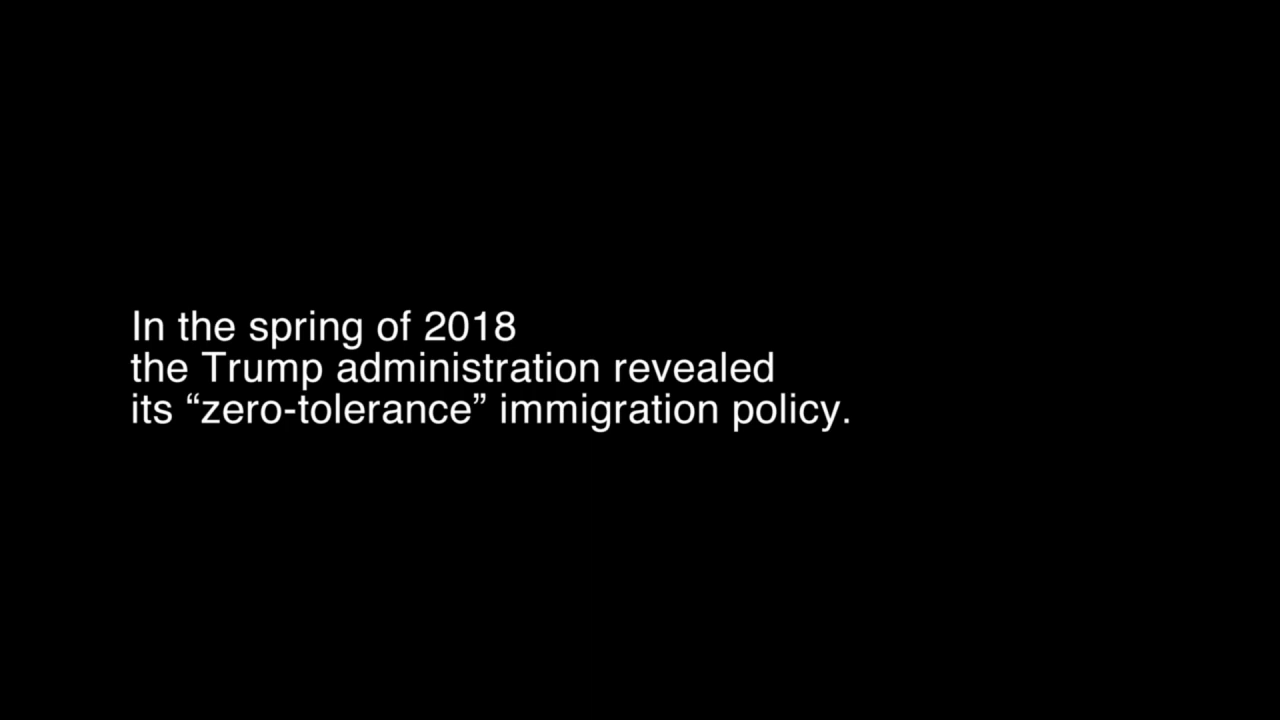 In the spring of 2018
the Trump administration revealed
its “zero-tolerance” immigration policy.